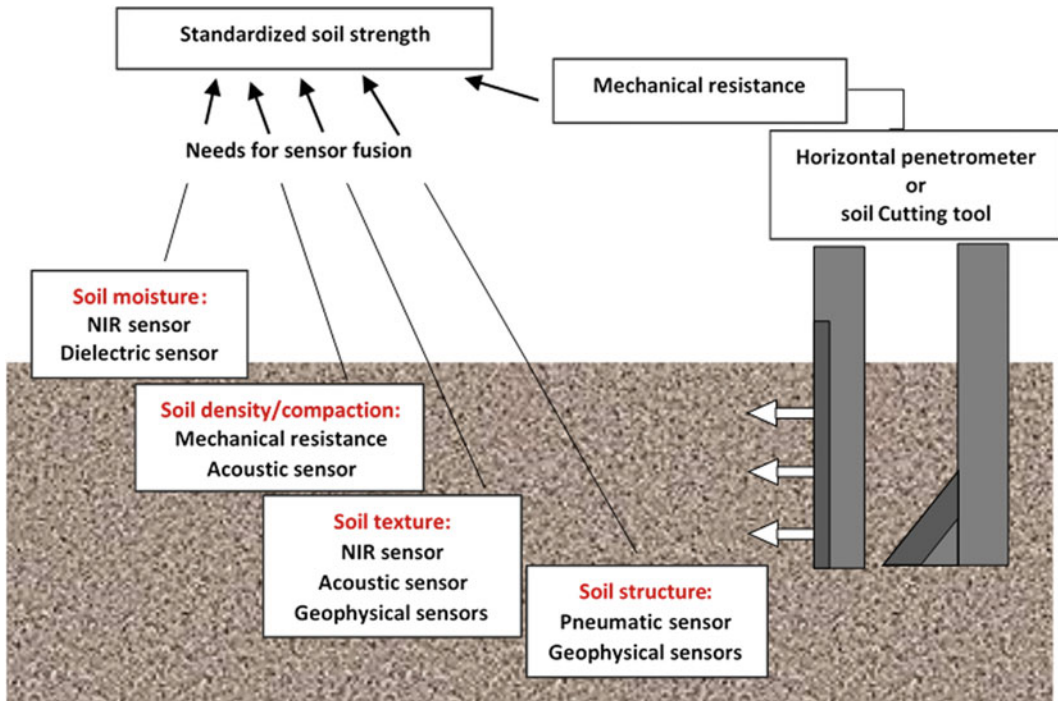 Standardized soil strength
Mechanical resistance
Needs for sensor fusion
Horizontal penetrometer
or
soil Cutting tool
Soil moisture:
NIR sensor
Dielectric sensor
Soil density/compaction:
Mechanical resistance
Acoustic sensor
Soil texture:
NIR sensor
Acoustic sensor
Geophysical sensors
Soil structure:
Pneumatic sensor
Geophysical sensors